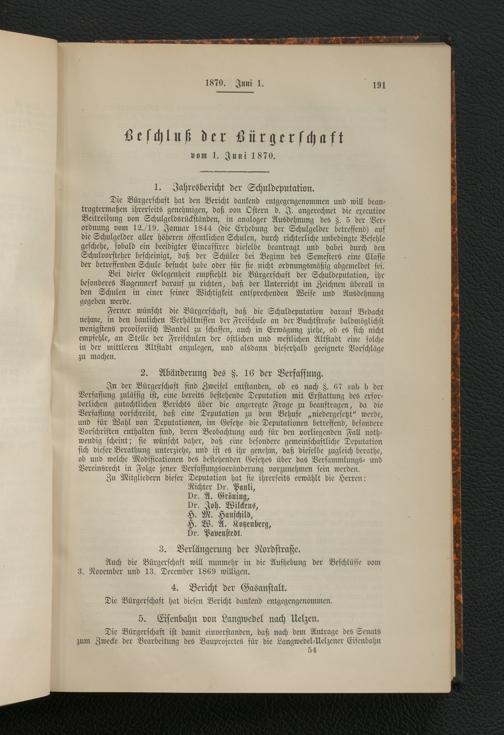 1870. Juni 1.
191
Beschluß der Bürgerschaft
vom 1. Juni 1870.
1. Jahresbericht der Schuldeputation.
Die Bürgerschaft hat den Bericht dankend entgegengenommen und will bean-
tragtermaßen ihrerseits genehmigen, daß von Ostern d. J. angerechnet die executive
Beitreibung von Schulgeldsrückständen, in analoger Ausdehnung des §. 5 der Ver-
ordnung vom 12./19. Januar 1844 (die Erhebung der Schulgelder betreffend) auf
die Schulgelder aller höheren öffentlichen Schulen, durch richterliche unbedingte Befehle
geschehe, sobald ein beeidigter Einkassirer dieselbe beantragt und dabei durch den
Schulvorsteher bescheinigt, daß der Schüler bei Beginn des Semesters eine Classe
der betreffenden Schule besucht habe oder für sie nicht ordnungsmäßig abgemeldet sei.
Bei dieser Gelegenheit empfiehlt die Bürgerschaft der Schuldeputation, ihr
besonderes Augenmerk darauf zu richten, daß der Unterricht im Zeichnen überall in
den Schulen in einer seiner Wichtigkeit entsprechenden Weise und Ausdehnung
gegeben werde.
Ferner wünscht die Bürgerschaft, daß die Schuldeputation darauf Bedacht
nehme, in den baulichen Verhältnissen der Freischule an der Buchtstraße baldmöglichst
wenigstens provisorisch Wandel zu schaffen, auch in Erwägung ziehe, ob es sich nicht
empfehle, an Stelle der Freischulen der östlichen und westlichen Altstadt eine solche
in der mittleren Altstadt anzulegen, und alsdann dieserhalb geeignete Vorschläge
zu machen.
2. Abänderung des §. 16 der Verfassung.
In der Bürgerschaft sind Zweifel entstanden, ob es nach §. 67 sub b der
Verfassung zulässig ist, eine bereits bestehende Deputation mit Erstattung des erfor-
derlichen gutachtlichen Berichts über die angeregte Frage zu beauftragen, da die
Verfassung vorschreibt, daß eine Deputation zu dem Behufe „niedergesetzt“ werde,
und für Wahl von Deputationen, im Gesetze die Deputationen betreffend, besondere
Vorschriften enthalten sind, deren Beobachtung auch für den vorliegenden Fall noth-
wendig scheint; sie wünscht daher, daß eine besondere gemeinschaftliche Deputation
sich dieser Berathung unterziehe, und ist es ihr genehm, daß dieselbe zugleich berathe,
ob und welche Modificationen des bestehenden Gesetzes über das Versammlungs- und
Vereinsrecht in Folge jener Verfassungsveränderung vorzunehmen sein werden.
Zu Mitgliedern dieser Deputation hat sie ihrerseits erwählt die Herren:
Richter Dr. Pauli,
Dr. A. Gröning,
Dr. Joh. Wilckens,
H. M. Hauschild,
H. W. A. Kotzenberg,
Dr. Pavenstedt.
3. Verlängerung der Nordstraße.
Auch die Bürgerschaft will nunmehr in die Aufhebung der Beschlüsse vom
3. November und 13. December 1869 willigen.
4. Bericht der Gasanstalt.
Die Bürgerschaft hat diesen Bericht dankend entgegengenommen.
5. Eisenbahn von Langwedel nach Uelzen.
Die Bürgerschaft ist damit einverstanden, daß nach dem Antrage des Senats
zum Zwecke der Bearbeitung des Bauprojectes für die Langwedel-Uelzener Eisenbahn
54